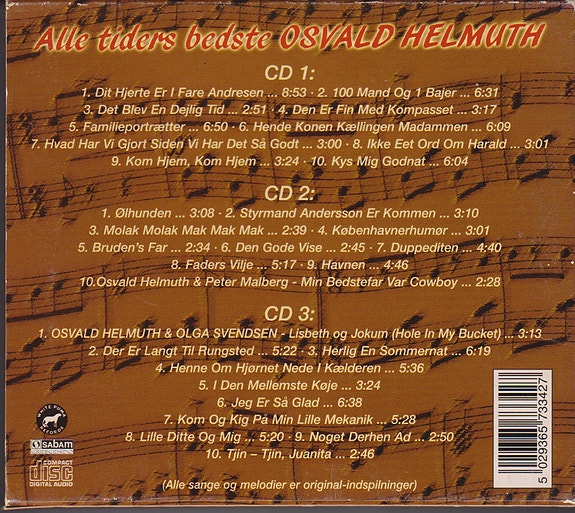 Alle tiders bedste OSVALD HELMUTH
CD 1:
1. Dit Hjerte Er I Fare Andresen ... 8:53 · 2. 100 Mand Og 1 Bajer ... 6:31
3. Det Blev En Dejlig Tid ... 2:51 · 4. Den Er Fin Med Kompasset ... 3:17
5. Familieportrætter ... 6:50 · 6. Hende Konen Kællingen Madammen ... 6:09
7. Hvad Har Vi Gjort Siden Vi Har Det Så Godt ... 3:00 · 8. Ikke Eet Ord Om Harald ... 3:01
9. Kom Hjem, Kom Hjem ... 3:24 · 10. Kys Mig Godnat ... 6:04
CD 2:
1. Ølhunden ... 3:08 · 2. Styrmand Andersson Er Kommen ... 3:10
3. Molak Molak Mak Mak Mak ... 2:39 · 4. Københavnerhumør ... 3:01
5. Bruden's Far ... 2:34 · 6. Den Gode Vise ... 2:45 · 7. Duppediten ... 4:40
8. Faders Vilje ... 5:17 · 9. Havnen ... 4:46
10.Osvald Helmuth & Peter Malberg - Min Bedstefar Var Cowboy ... 2:28
CD 3:
1. OSVALD HELMUTH & OLGA SVENDSEN - Lisbeth og Jokum (Hole In My Bucket) ... 3:13
2. Der Er Langt Til Rungsted ... 5:22 · 3. Herlig En Sommernat ... 6:19
4. Henne Om Hjørnet Nede I Kælderen ... 5:36
5. I Den Mellemste Køje ... 3:24
6. Jeg Er Så Glad ... 6:38
7. Kom Og Kig På Min Lille Mekanik ... 5:28
8. Lille Ditte Og Mig ... 5:20 · 9. Noget Derhen Ad ... 2:50
10. Tjin – Tjin, Juanita ... 2:46
(Alle sange og melodier er original-indspilninger)
WHITE PUMA
RECORDS
sabam
COMPACT
disc
DIGITAL AUDIO
5 029365 733427